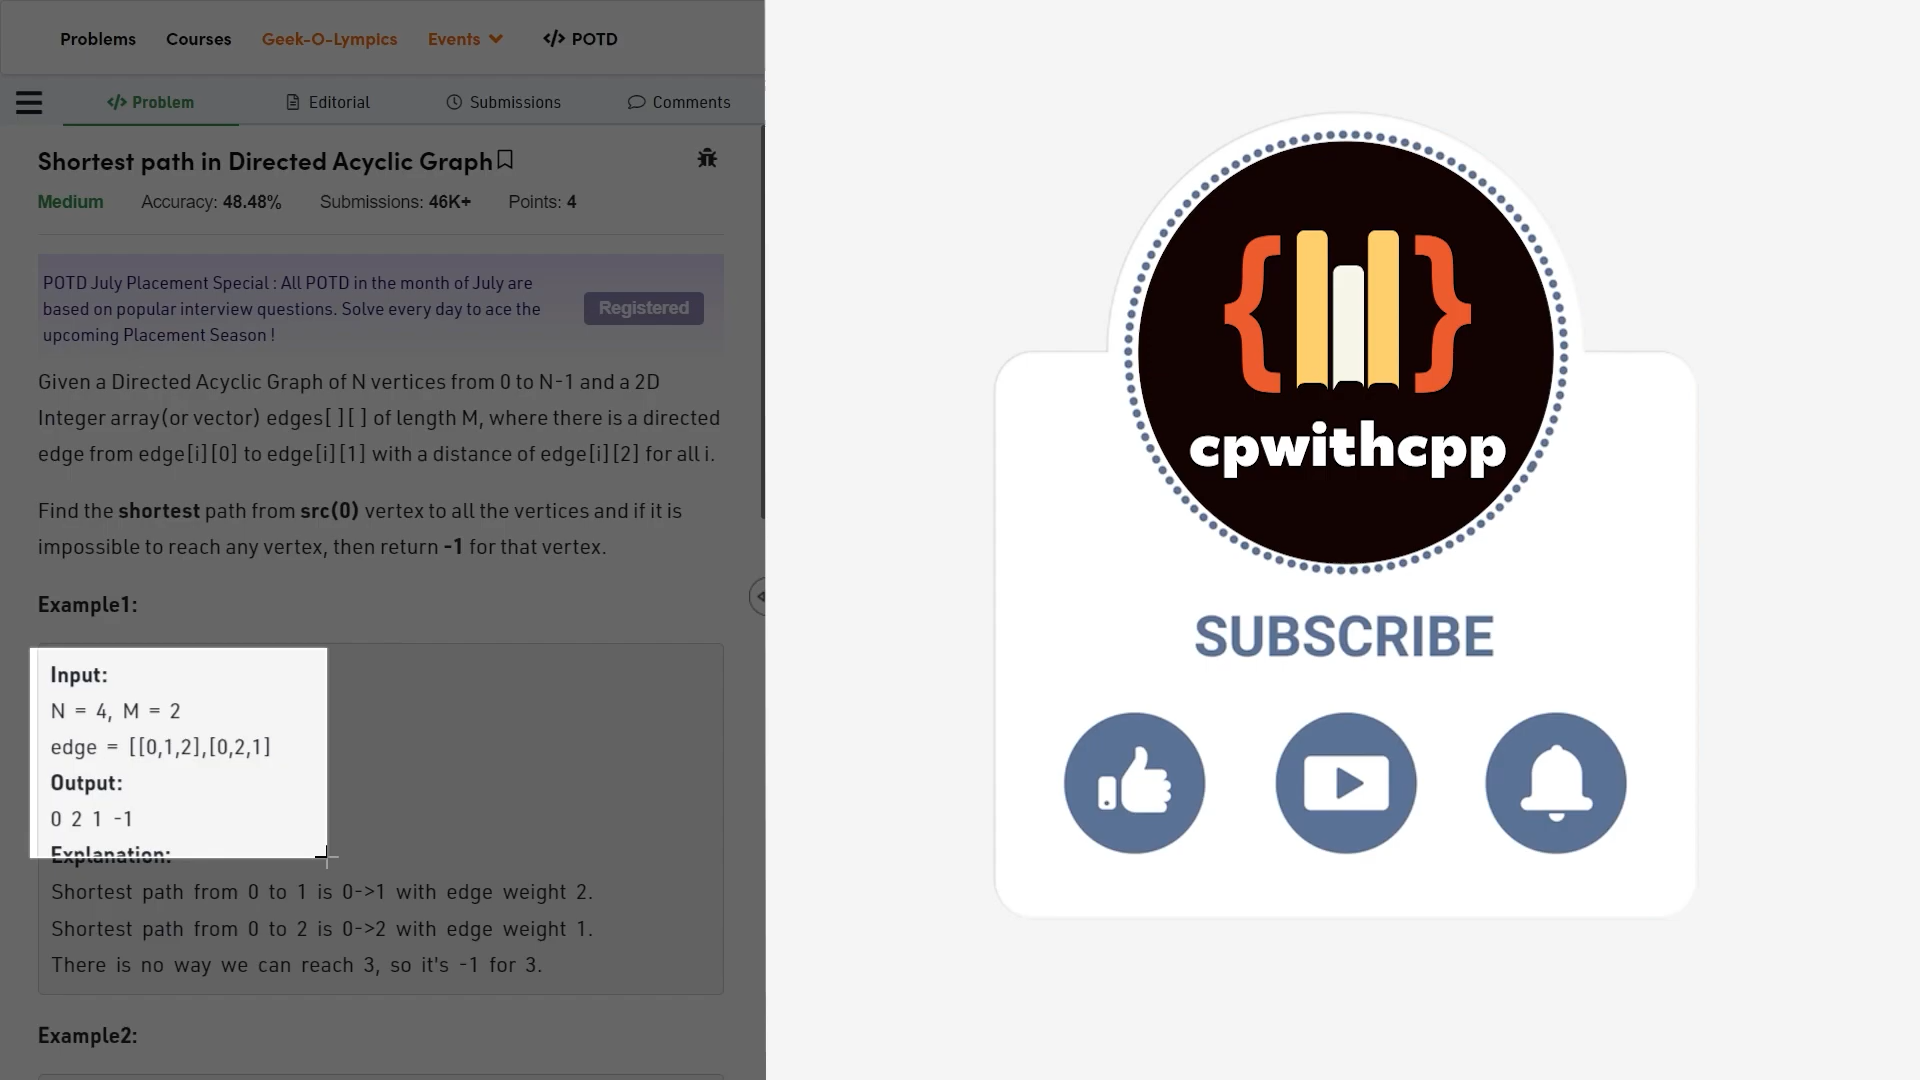 Problems Courses Geek-O-Lympics Events </> POTD
</> Problem Editorial Submissions Comments
Shortest path in Directed Acyclic Graph
Medium Accuracy: 48.48% Submissions: 46K+ Points: 4
POTD July Placement Special : All POTD in the month of July are
based on popular interview questions. Solve every day to ace the
upcoming Placement Season !
Registered
Given a Directed Acyclic Graph of N vertices from 0 to N-1 and a 2D
Integer array(or vector) edges[ ][ ] of length M, where there is a directed
edge from edge[i][0] to edge[i][1] with a distance of edge[i][2] for all i.
Find the shortest path from src(0) vertex to all the vertices and if it is
impossible to reach any vertex, then return -1 for that vertex.
Example1:
Input:
N = 4, M = 2
edge = [[0,1,2],[0,2,1]
Output:
0 2 1 -1
Explanation:
Shortest path from 0 to 1 is 0->1 with edge weight 2.
Shortest path from 0 to 2 is 0->2 with edge weight 1.
There is no way we can reach 3, so it's -1 for 3.
Example2:
cpwithcpp
SUBSCRIBE